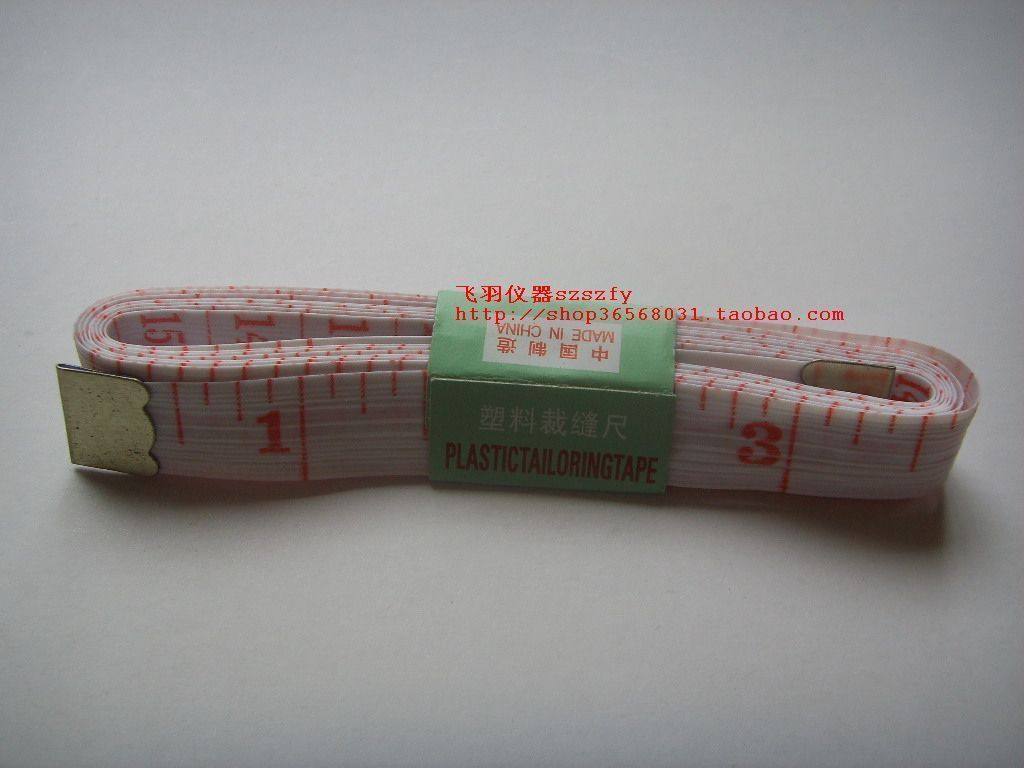 飞羽仪器szszfy
http://shop36568031.taobao.com
中国制造
MADE IN CHINA
塑料裁缝尺
PLASTICTAILORINGTAPE
15
14
1
1
3